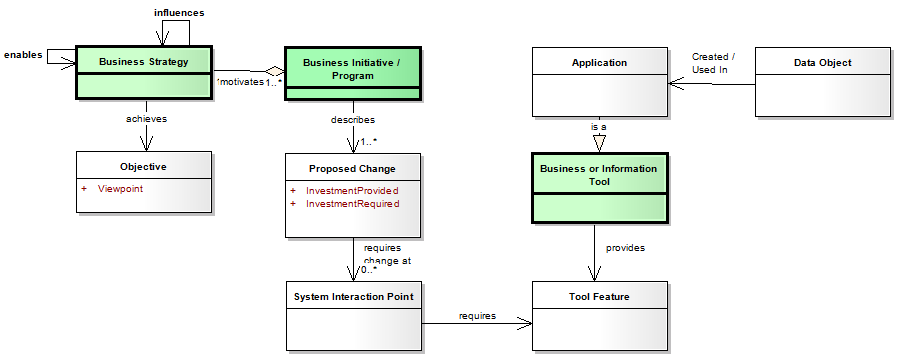 influences
enables
Business Strategy
motivates
1..*
Business Initiative /
Program
Application
Created /
Used In
Data Object
achieves
describes
1..*
is a
Objective
+ Viewpoint
Proposed Change
+ InvestmentProvided
+ InvestmentRequired
Business or Information
Tool
requires
change at
0..*
provides
System Interaction Point
requires
Tool Feature